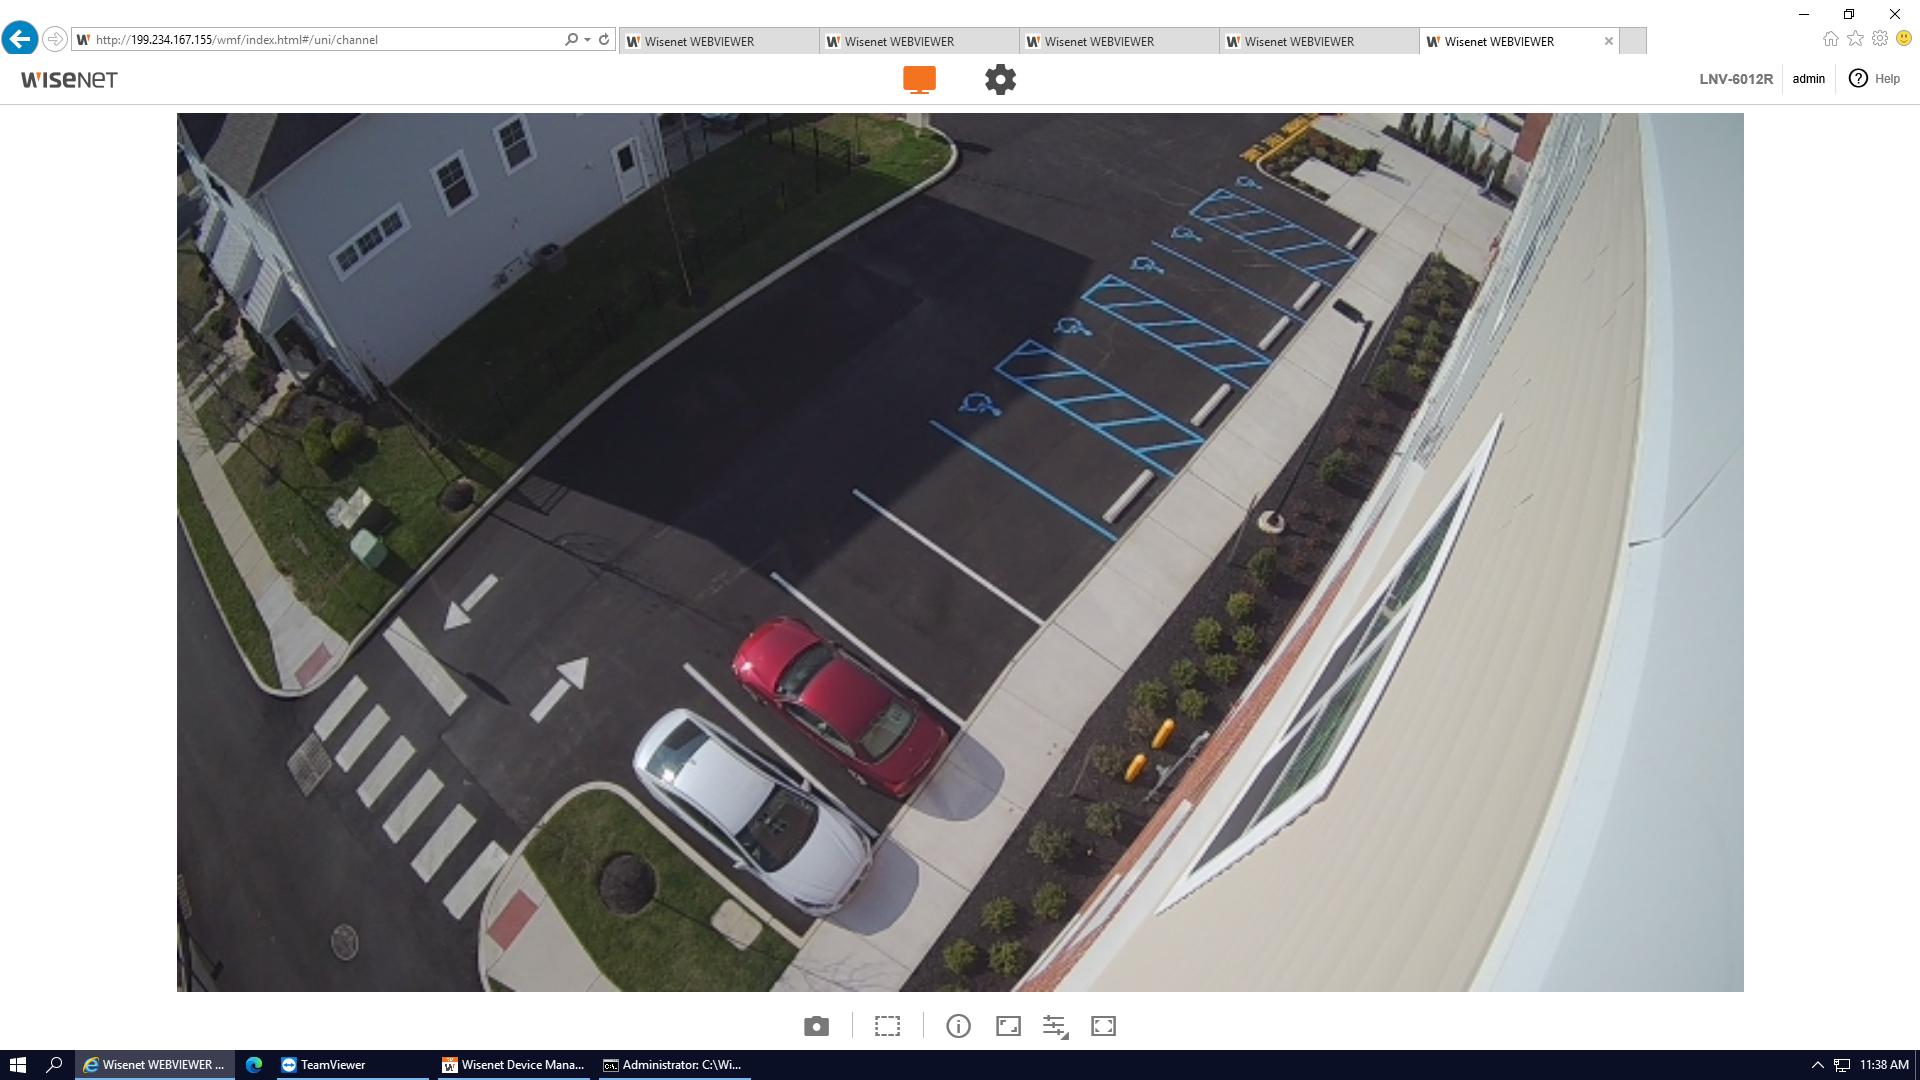 http://199.234.167.155/wmf/index.html#/uni/channel
Wisenet WEBVIEWER
Wisenet WEBVIEWER
Wisenet WEBVIEWER
Wisenet WEBVIEWER
Wisenet WEBVIEWER
WISENET
LNV-6012R
admin
Help
Wisenet WEBVIEWER ...
TeamViewer
Wisenet Device Mana...
Administrator: C:\Wi...
11:38 AM